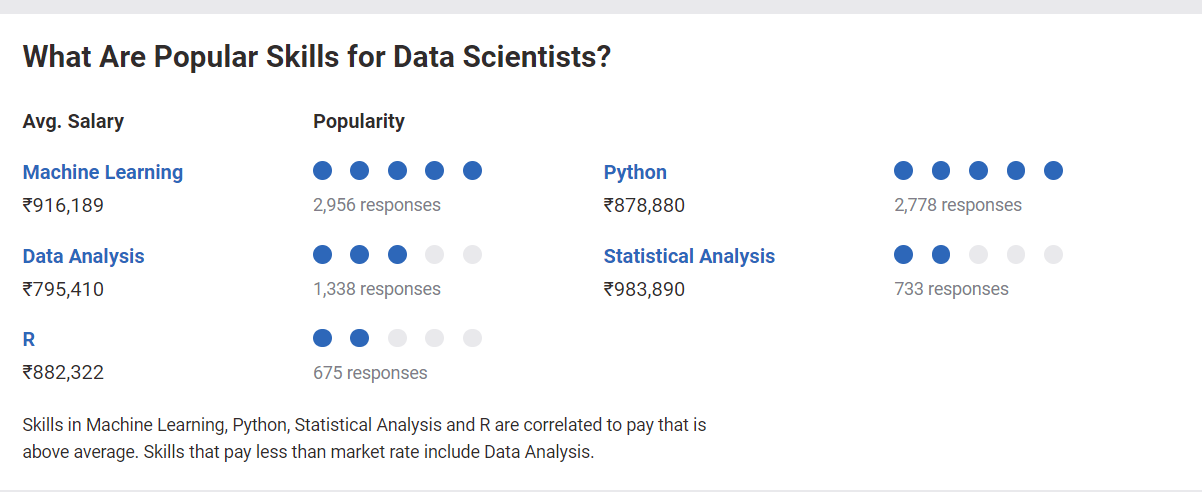 What Are Popular Skills for Data Scientists?
Avg. Salary
Popularity
Machine Learning
₹916,189
2,956 responses
Python
₹878,880
2,778 responses
Data Analysis
₹795,410
1,338 responses
Statistical Analysis
₹983,890
733 responses
R
₹882,322
675 responses
Skills in Machine Learning, Python, Statistical Analysis and R are correlated to pay that is
above average. Skills that pay less than market rate include Data Analysis.